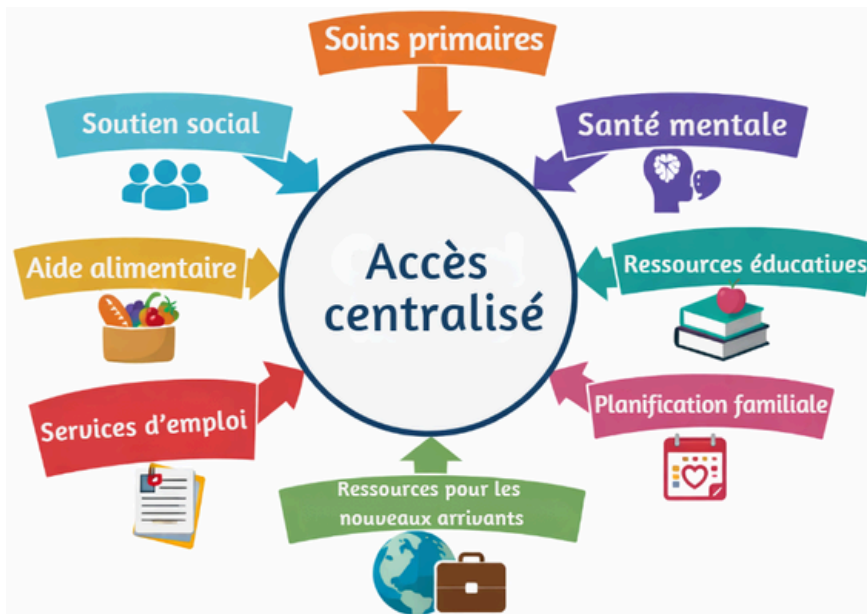 Soins primaires
Soutien social
Santé mentale
Aide alimentaire
Accès
centralisé
Ressources éducatives
Services d'emploi
Planification familiale
Ressources pour les
nouveaux arrivants